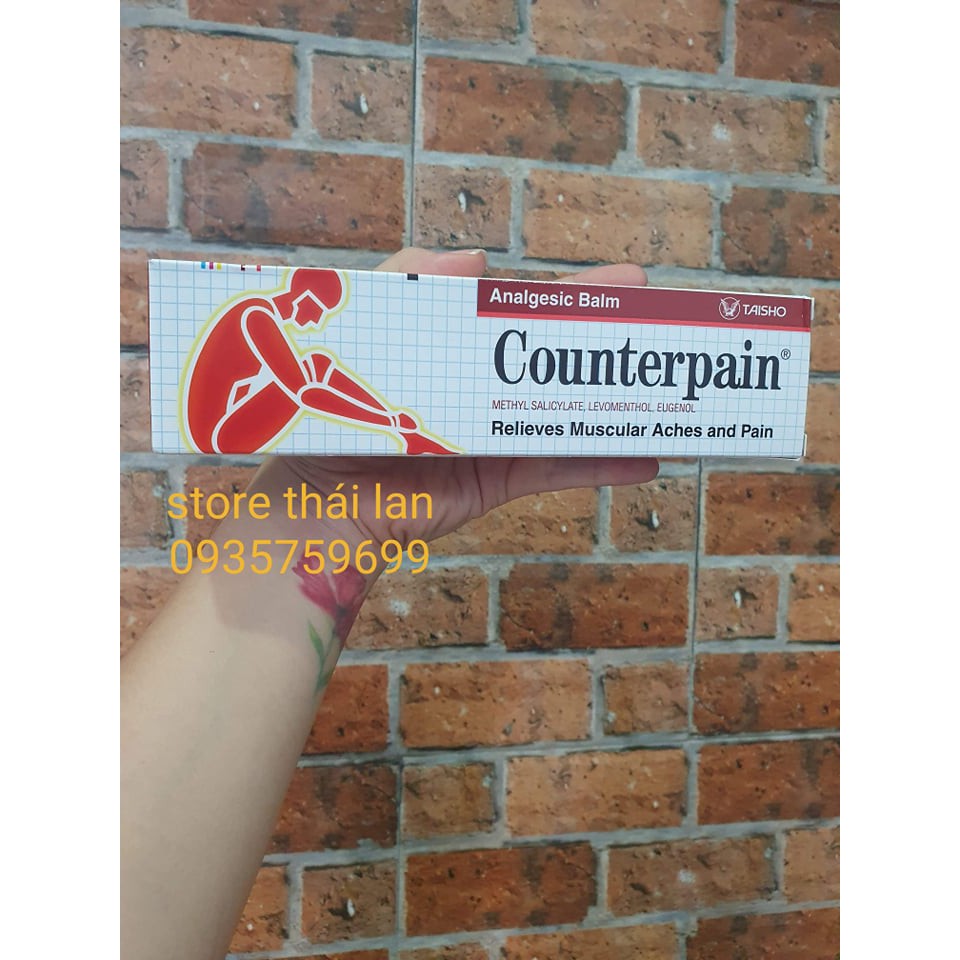 Analgesic Balm
TAISHO
Counterpain®
METHYL SALICYLATE, LEVOMENTHOL, EUGENOL
Relieves Muscular Aches and Pain
store thái lan
0935759699